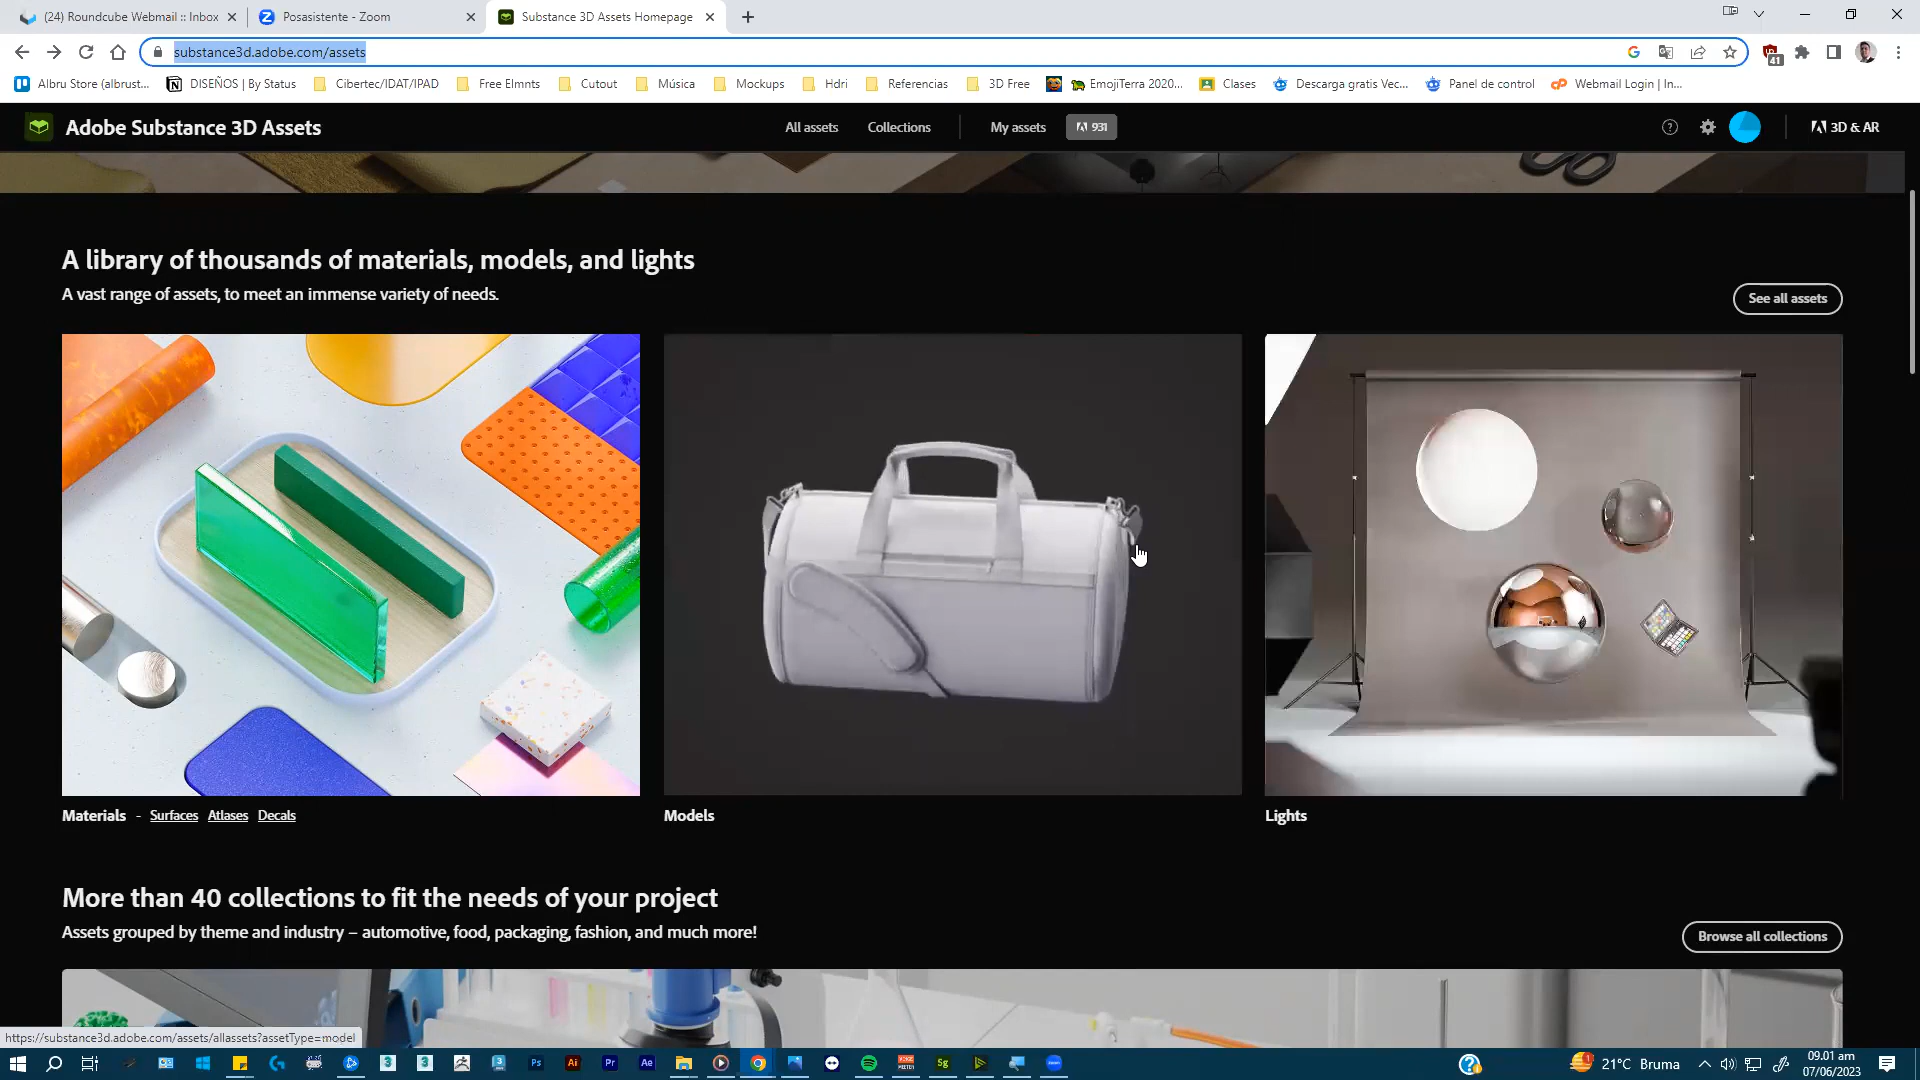 (24) Roundcube Webmail :: Inbox
Posasistente - Zoom
Substance 3D Assets Homepage
substance3d.adobe.com/assets
41
Albru Store (albrust...
DISEÑOS | By Status
Cibertec/IDAT/IPAD
Free Elmnts
Cutout
Música
Mockups
Hdri
Referencias
3D Free
EmojiTerra 2020...
Clases
Descarga gratis Vec...
Panel de control
Webmail Login | In...
Adobe Substance 3D Assets
All assets
Collections
My assets
931
3D & AR
A library of thousands of materials, models, and lights
A vast range of assets, to meet an immense variety of needs.
See all assets
Materials - Surfaces Atlases Decals
Models
Lights
More than 40 collections to fit the needs of your project
Assets grouped by theme and industry – automotive, food, packaging, fashion, and much more!
Browse all collections
https://substance3d.adobe.com/assets/allassets?assetType=model
Ps
Ai
Pr
Ae
Sg
21°C Bruma
09.01 am
07/06/2023